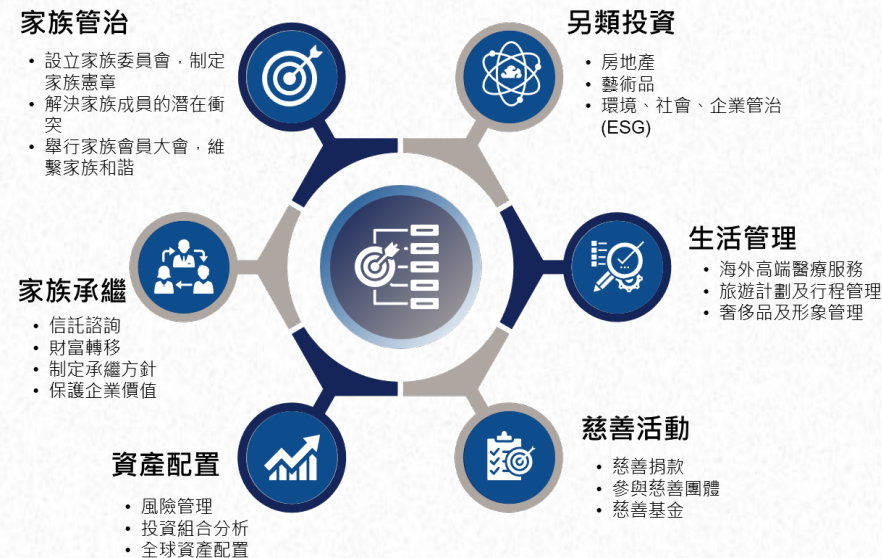 家族管治
• 設立家族委員會，制定
家族憲章
• 解決家族成員的潛在衝
突
• 舉行家族會員大會，維
繫家族和諧
另類投資
• 房地產
• 藝術品
• 環境、社會、企業管治
(ESG)
生活管理
• 海外高端醫療服務
• 旅遊計劃及行程管理
• 奢侈品及形象管理
家族承繼
• 信託諮詢
• 財富轉移
• 制定承繼方針
• 保護企業價值
慈善活動
• 慈善捐款
• 參與慈善團體
• 慈善基金
資產配置
• 風險管理
• 投資組合分析
• 全球資產配置